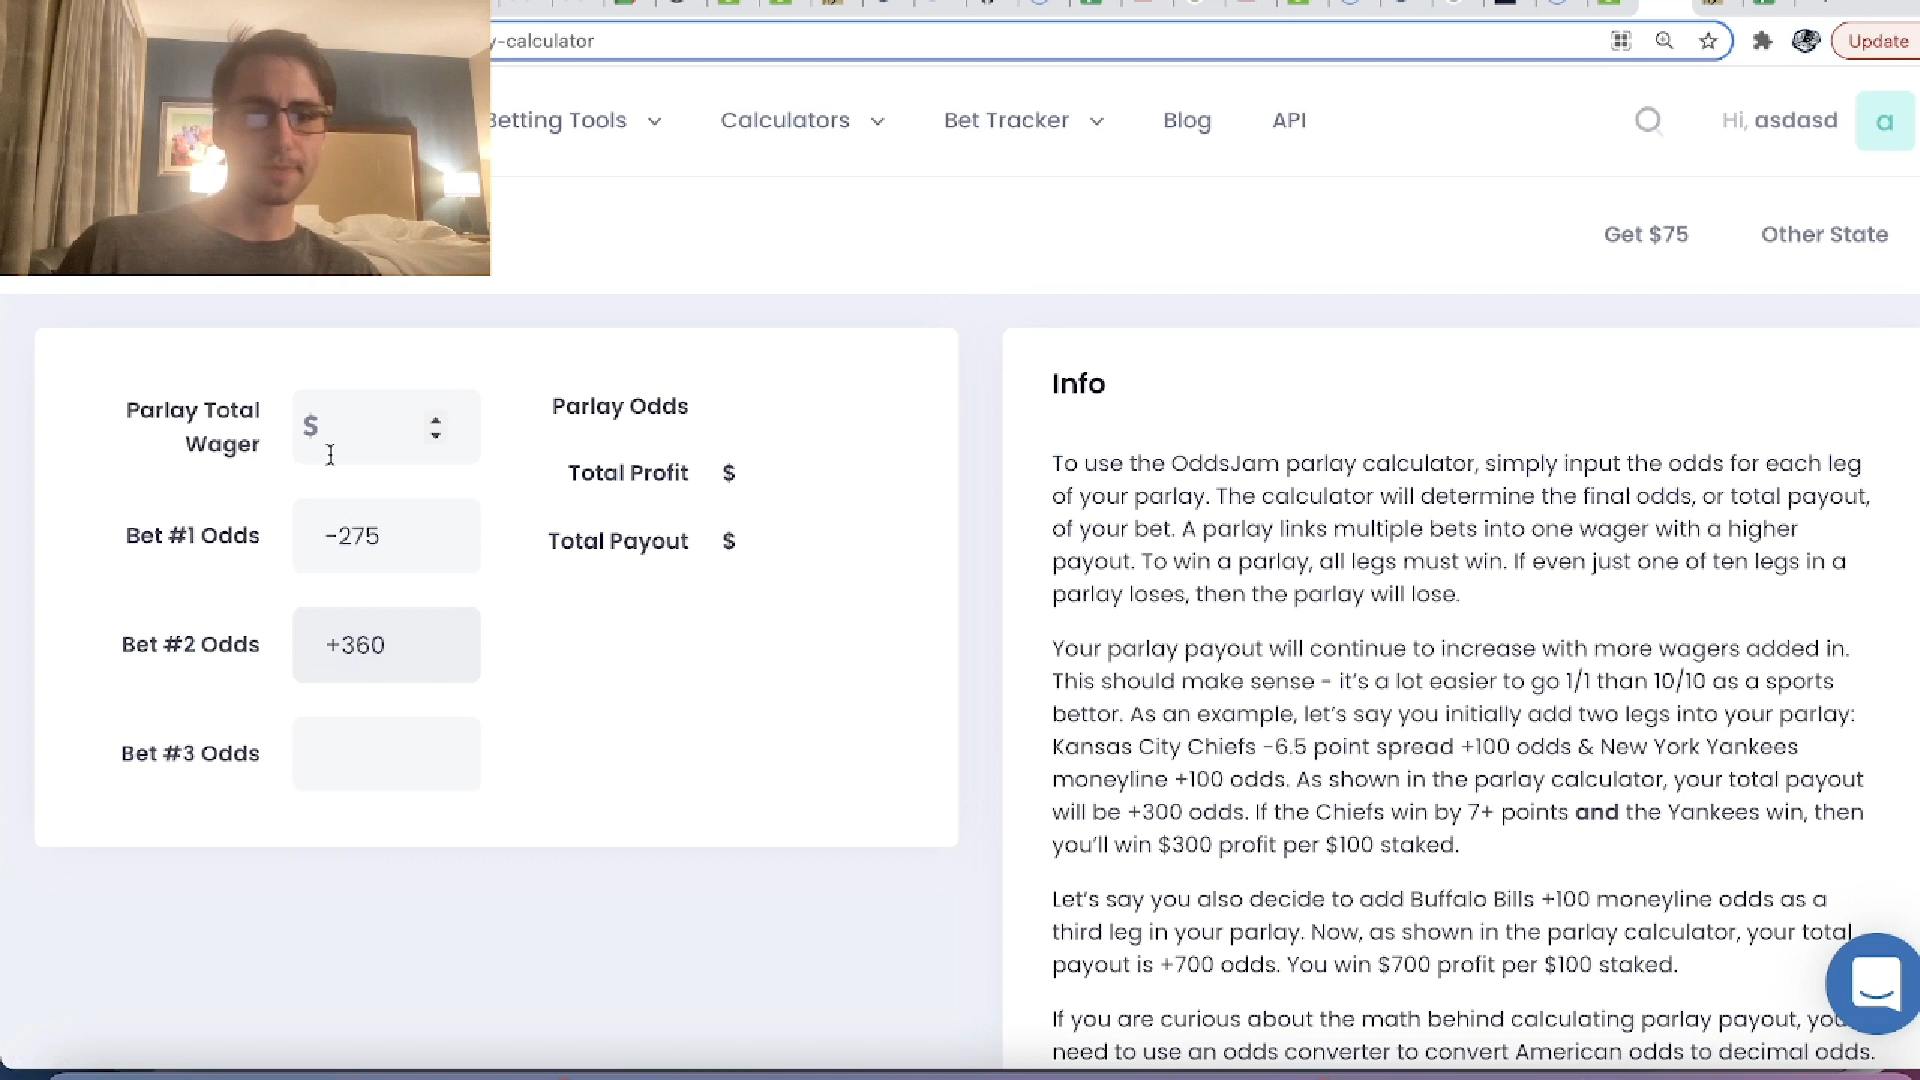 y-calculator
Update
Betting Tools
Calculators
Bet Tracker
Blog
API
Hi, asdasd
a
Get $75
Other State
Parlay Total
Wager
$
Parlay Odds
Total Profit $
Bet #1 Odds
-275
Total Payout $
Bet #2 Odds
+360
Bet #3 Odds
Info
To use the OddsJam parlay calculator, simply input the odds for each leg
of your parlay. The calculator will determine the final odds, or total payout,
of your bet. A parlay links multiple bets into one wager with a higher
payout. To win a parlay, all legs must win. If even just one of ten legs in a
parlay loses, then the parlay will lose.
Your parlay payout will continue to increase with more wagers added in.
This should make sense - it's a lot easier to go 1/1 than 10/10 as a sports
bettor. As an example, let's say you initially add two legs into your parlay:
Kansas City Chiefs -6.5 point spread +100 odds & New York Yankees
moneyline +100 odds. As shown in the parlay calculator, your total payout
will be +300 odds. If the Chiefs win by 7+ points and the Yankees win, then
you'll win $300 profit per $100 staked.
Let's say you also decide to add Buffalo Bills +100 moneyline odds as a
third leg in your parlay. Now, as shown in the parlay calculator, your total
payout is +700 odds. You win $700 profit per $100 staked.
If you are curious about the math behind calculating parlay payout, you
need to use an odds converter to convert American odds to decimal odds.